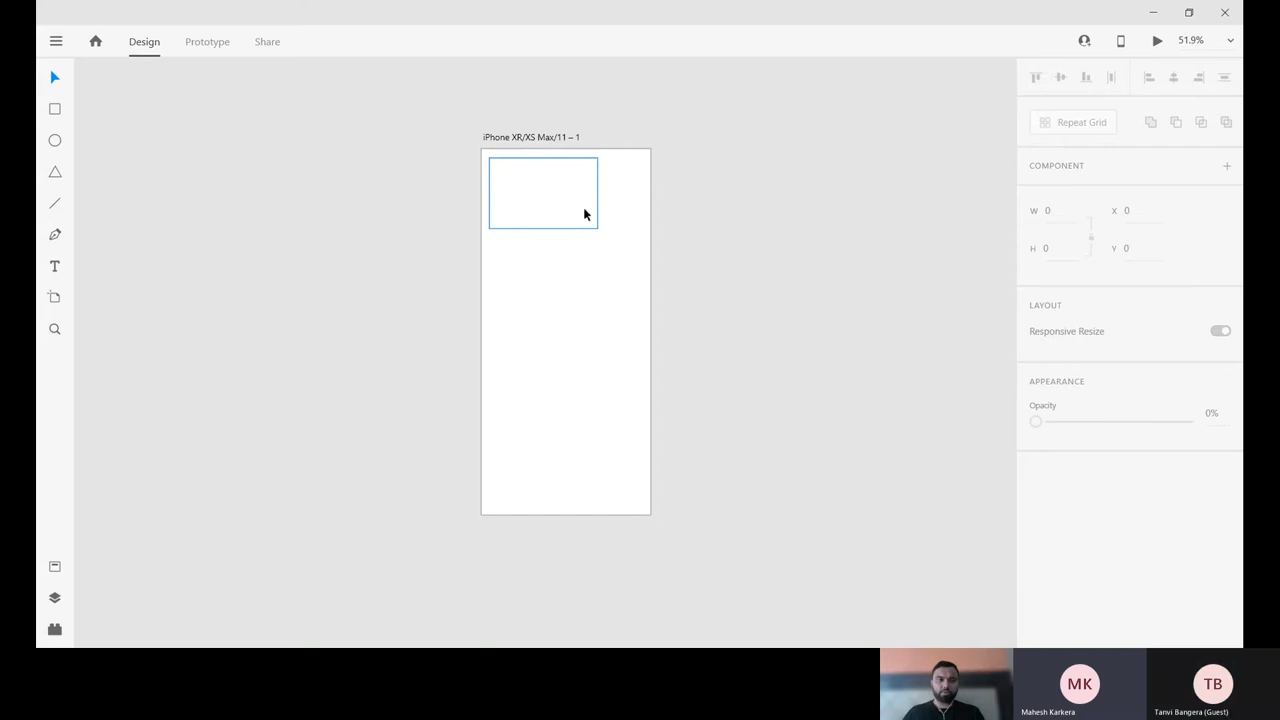 Design
Prototype
Share
51.9%
iPhone XR/XS Max/11 – 1
Repeat Grid
COMPONENT
W 0
X 0
H 0
Y 0
LAYOUT
Responsive Resize
APPEARANCE
Opacity
0%
T
MK
TB
Mahesh Karkera
Tanvi Bangera (Guest)